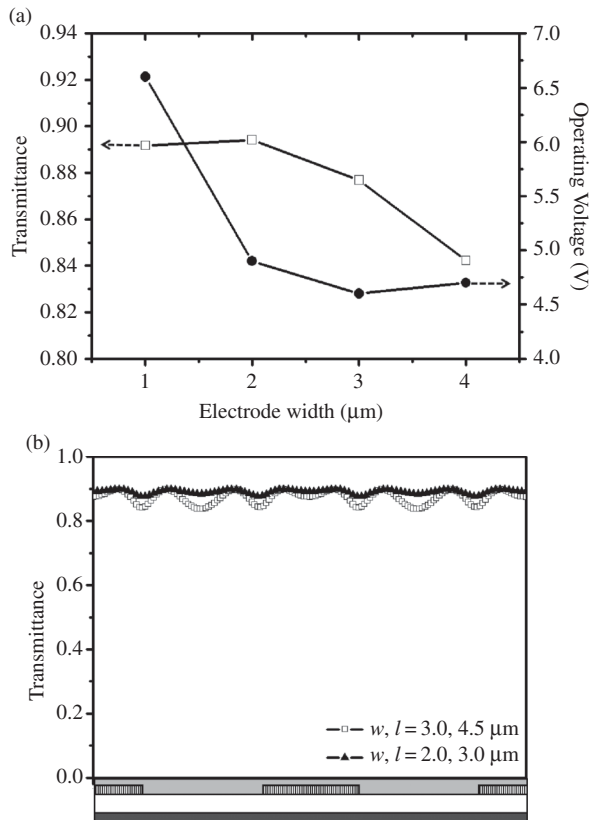 (a)
0.94
0.92
0.90
0.88
0.86
0.84
0.82
0.80
Transmittance
7.0
6.5
6.0
5.5
5.0
4.5
4.0
Operating Voltage (V)
1 2 3 4
Electrode width (μm)
(b)
1.0
0.8
0.6
0.4
0.2
0.0
Transmittance
w, l = 3.0, 4.5 μm
w, l = 2.0, 3.0 μm